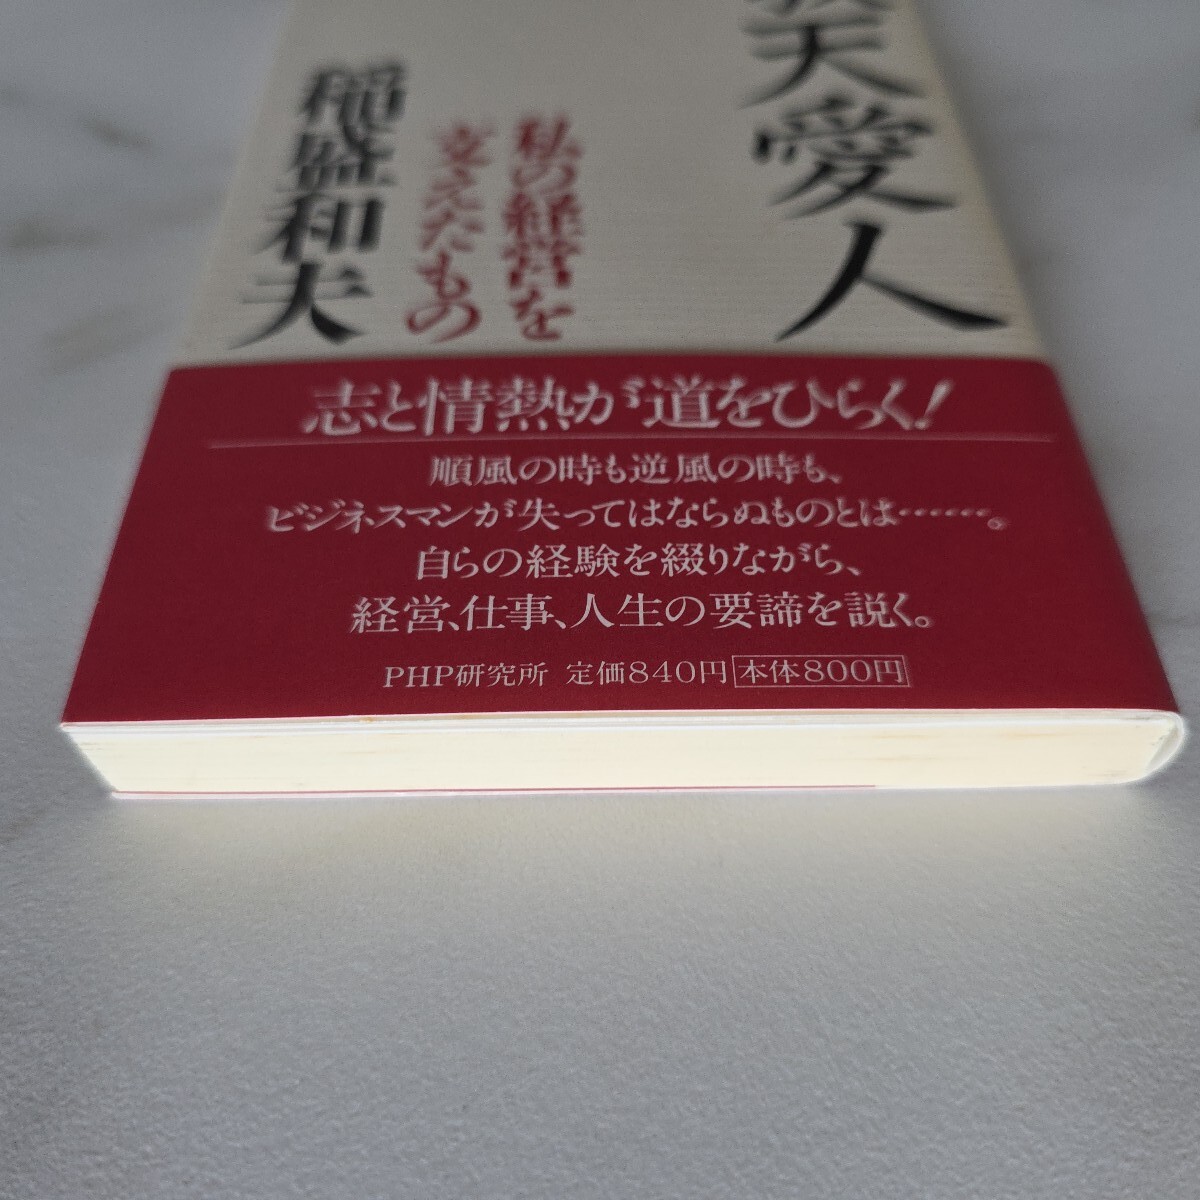 天愛人
私の経営を
支えたもの
稲盛和夫
志と情熱が道をひらく!
順風の時も逆風の時も、
ビジネスマンが失ってはならぬものとは……。
自らの経験を綴りながら、
経営、仕事、人生の要諦を説く。
PHP研究所 定価840円 本体800円